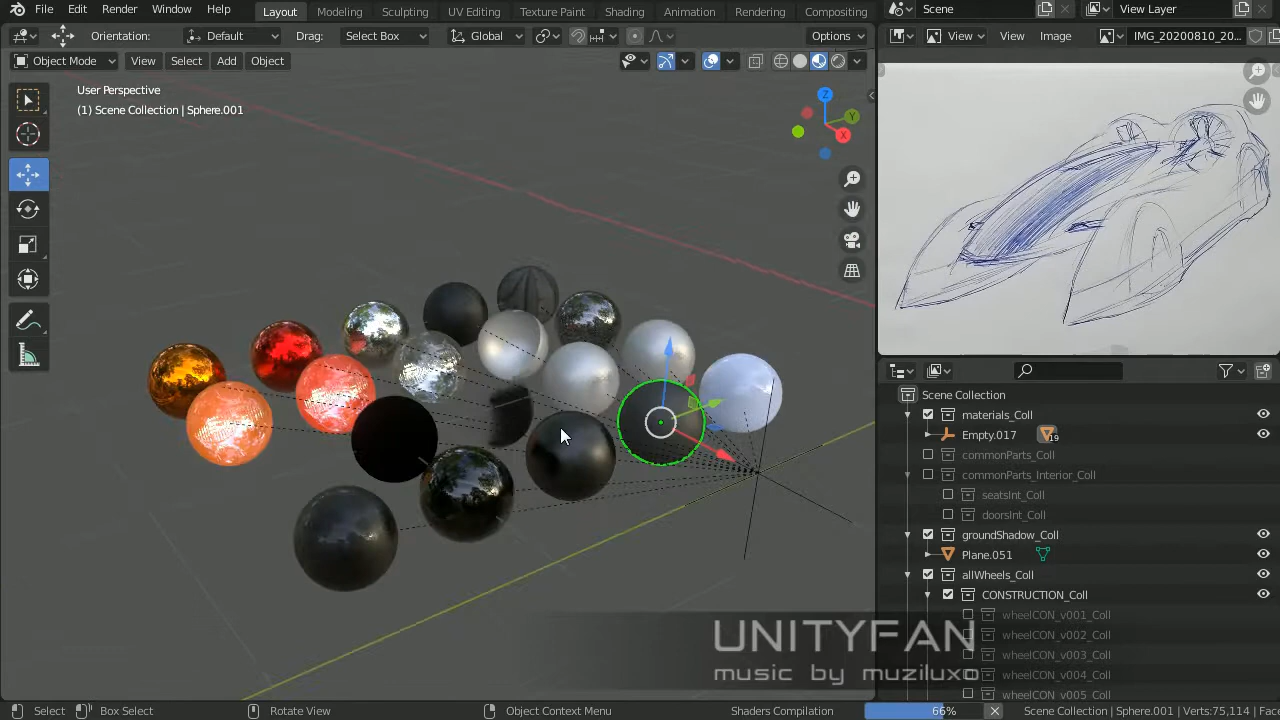 File Edit Render Window Help Layout Modeling Sculpting UV Editing Texture Paint Shading Animation Rendering Compositing Scene View Layer
Orientation: Default Drag: Select Box Global Options View View Image IMG_20200810_20...
Object Mode View Select Add Object
User Perspective
(1) Scene Collection | Sphere.001
Z
Y
X
Scene Collection
materials_Coll
Empty.017 19
commonParts_Coll
commonParts_Interior_Coll
seatsInt_Coll
doorsInt_Coll
groundShadow_Coll
Plane.051
allWheels_Coll
CONSTRUCTION_Coll
wheelCON_v001_Coll
wheelCON_v002_Coll
wheelCON_v003_Coll
wheelCON_v004_Coll
wheelCON_v005_Coll
UNITYFAN
music by muziluxo
Select Box Select Rotate View Object Context Menu Shaders Compilation 66% Scene Collection | Sphere.001 | Verts:75,114 | Face